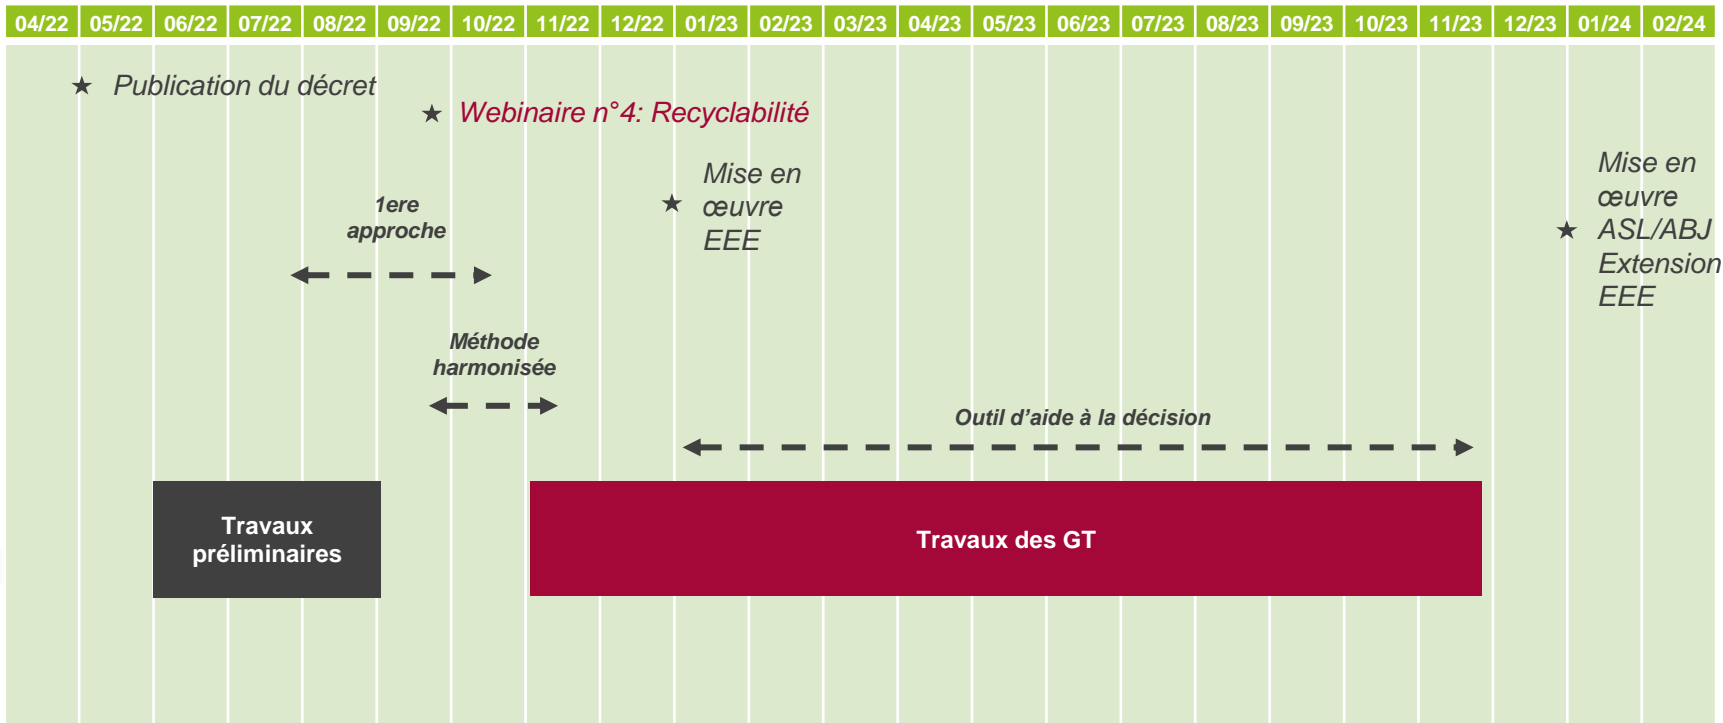 04/22 05/22 06/22 07/22 08/22 09/22 10/22 11/22 12/22 01/23 02/23 03/23 04/23 05/23 06/23 07/23 08/23 09/23 10/23 11/23 12/23 01/24 02/24
Publication du décret
Webinaire n°4: Recyclabilité
Mise en
œuvre
EEE
Mise en
œuvre
ASL/ABJ
Extension
EEE
1ere
approche
Méthode
harmonisée
Outil d’aide à la décision
Travaux
préliminaires
Travaux des GT